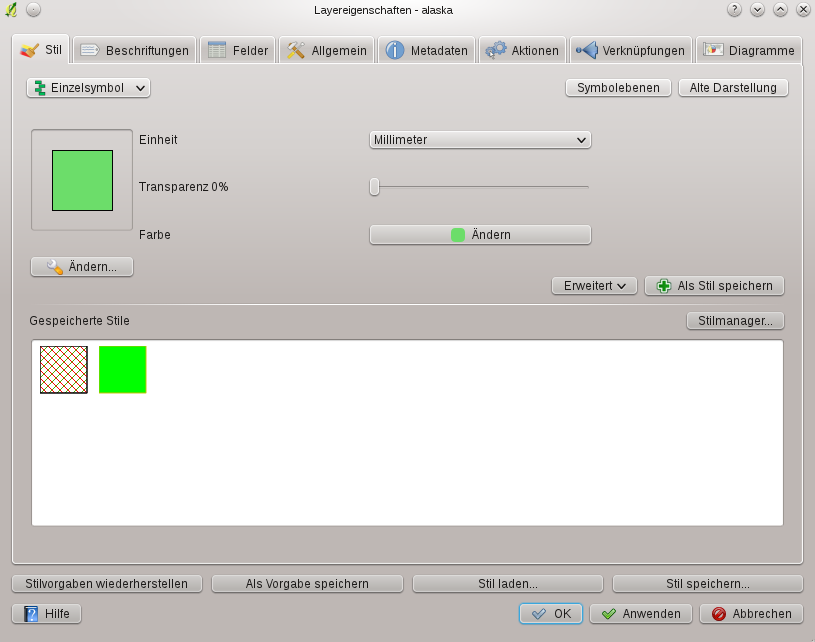 Layereigenschaften - alaska
Stil Beschriftungen Felder Allgemein Metadaten Aktionen Verknüpfungen Diagramme
Einzelsymbol Symbolebenen Alte Darstellung
Einheit Millimeter
Transparenz 0%
Farbe Ändern
Ändern...
Erweitert Als Stil speichern
Gespeicherte Stile Stilmanager...
Stilvorgaben wiederherstellen Als Vorgabe speichern Stil laden... Stil speichern...
Hilfe OK Anwenden Abbrechen